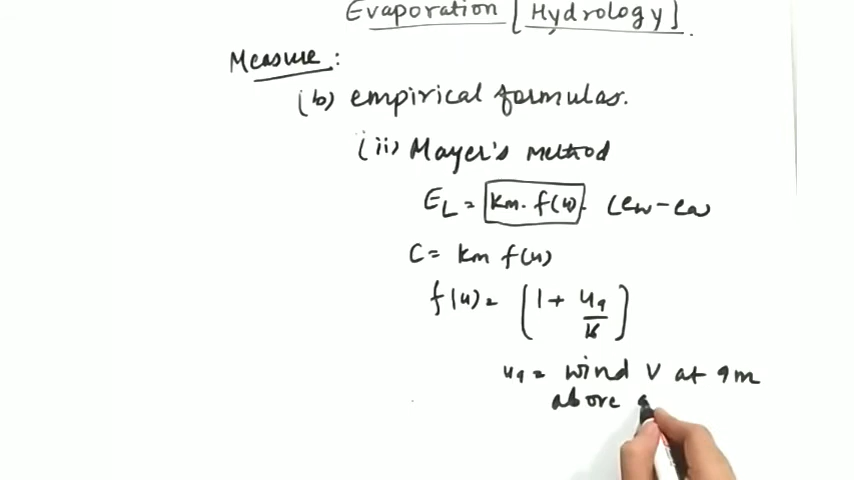 Evaporation [Hydrology].
Measure:
(b) empirical formulas.
(ii) Mayer's method
EL = km. f(u). (ew-ea)
C = km f(u)
f(u) = (1 + u9/16)
u9 = wind V at 9m
above